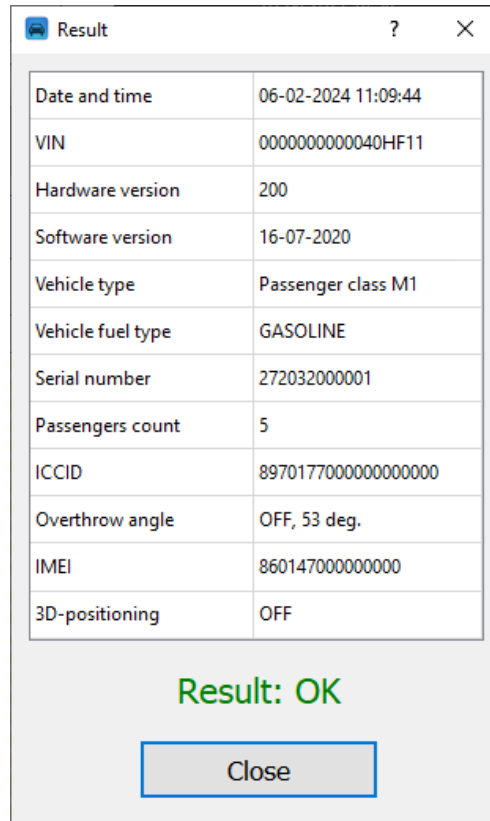 Result ? ×
Date and time 06-02-2024 11:09:44
VIN 0000000000040HF11
Hardware version 200
Software version 16-07-2020
Vehicle type Passenger class M1
Vehicle fuel type GASOLINE
Serial number 272032000001
Passengers count 5
ICCID 8970177000000000000
Overthrow angle OFF, 53 deg.
IMEI 860147000000000
3D-positioning OFF
Result: OK
Close